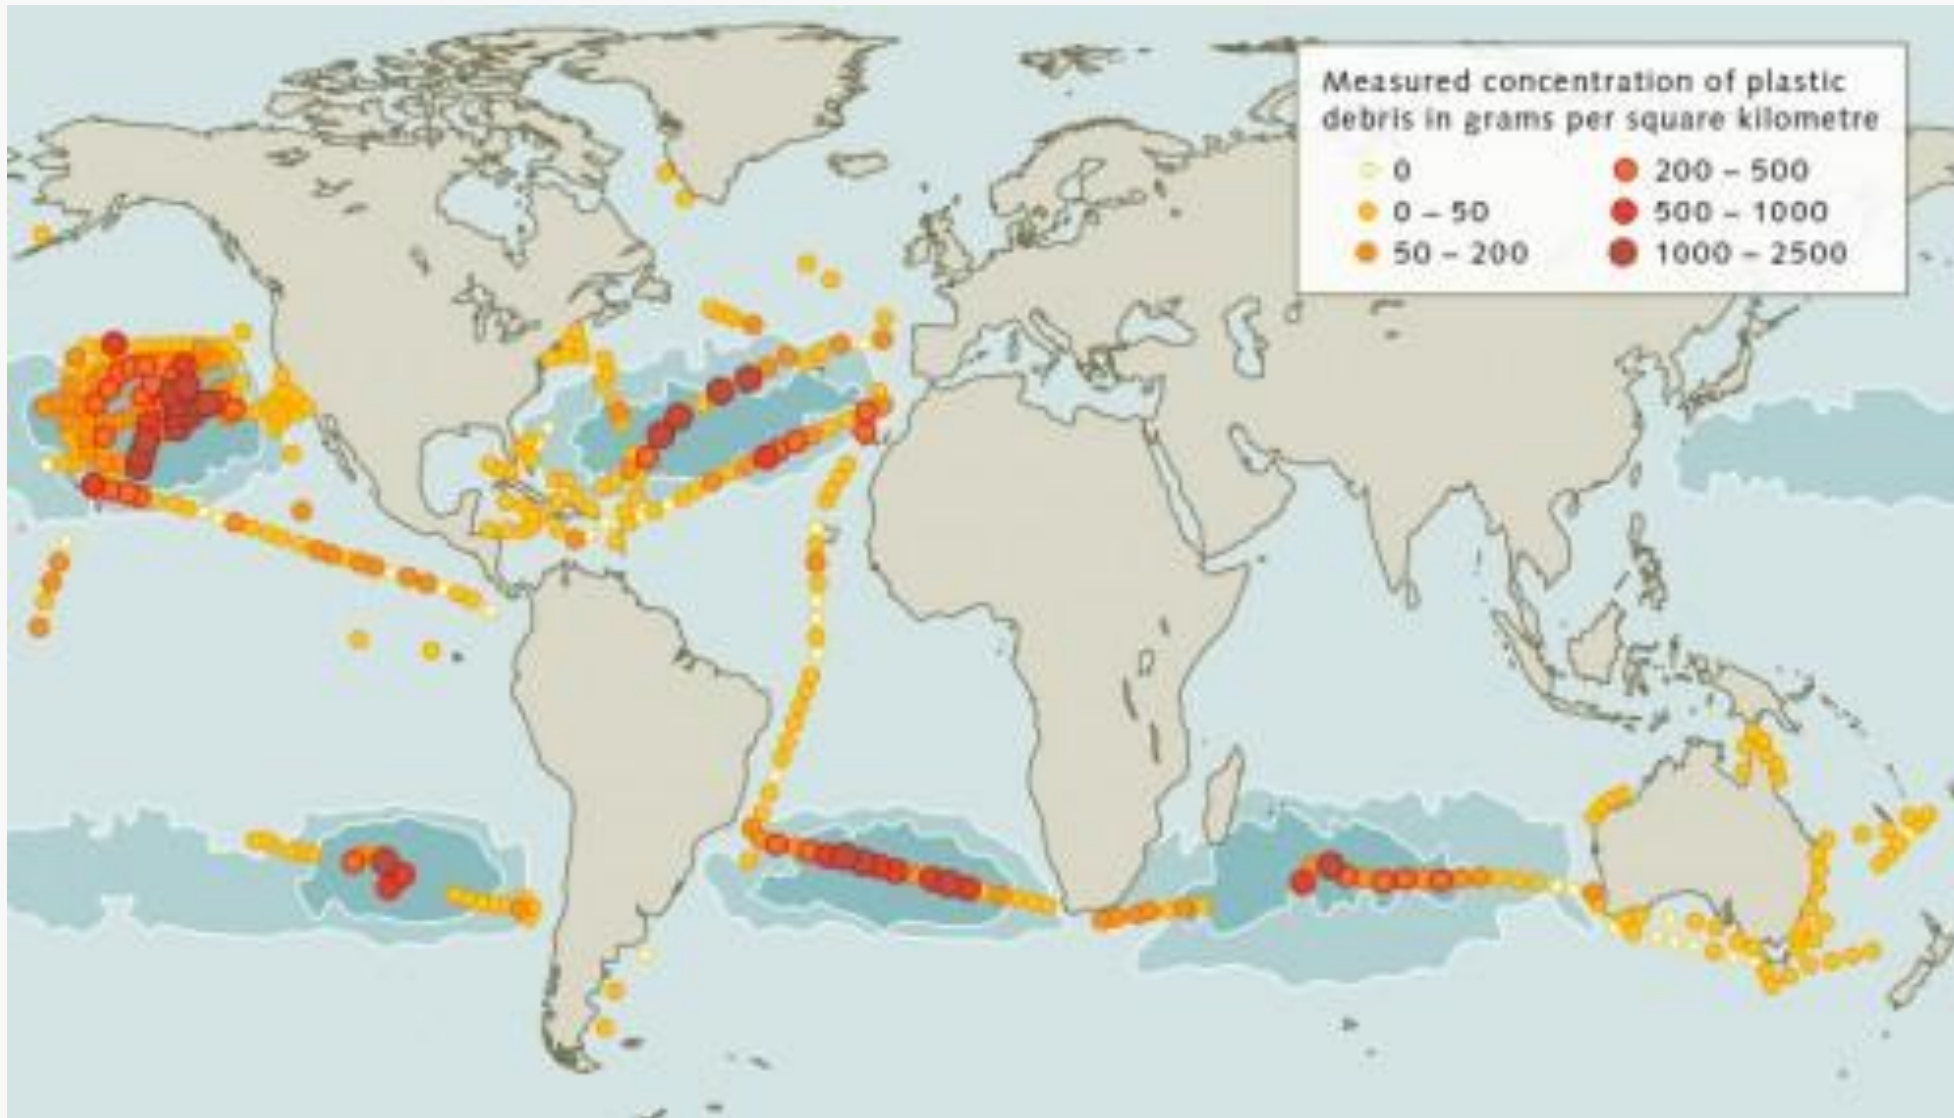 Measured concentration of plastic
debris in grams per square kilometre
0
0 – 50
50 – 200
200 – 500
500 – 1000
1000 – 2500